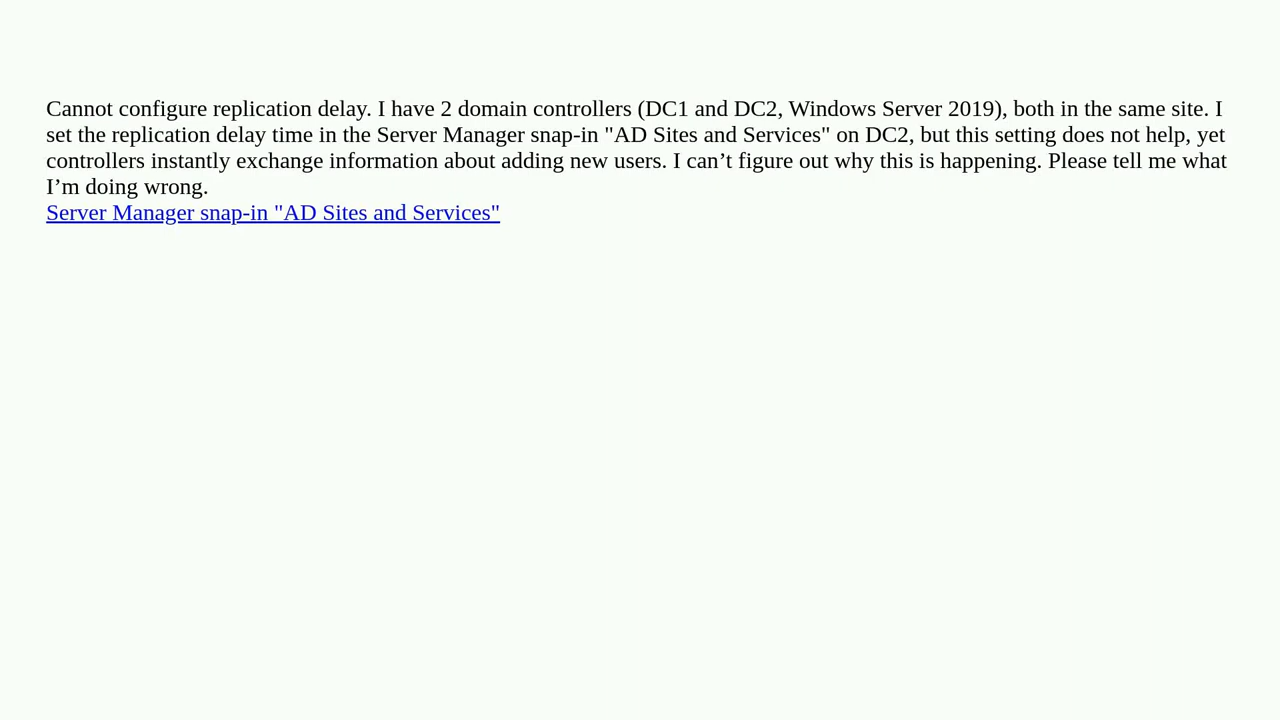 Cannot configure replication delay. I have 2 domain controllers (DC1 and DC2, Windows Server 2019), both in the same site. I
set the replication delay time in the Server Manager snap-in "AD Sites and Services" on DC2, but this setting does not help, yet
controllers instantly exchange information about adding new users. I can’t figure out why this is happening. Please tell me what
I’m doing wrong.
Server Manager snap-in "AD Sites and Services"